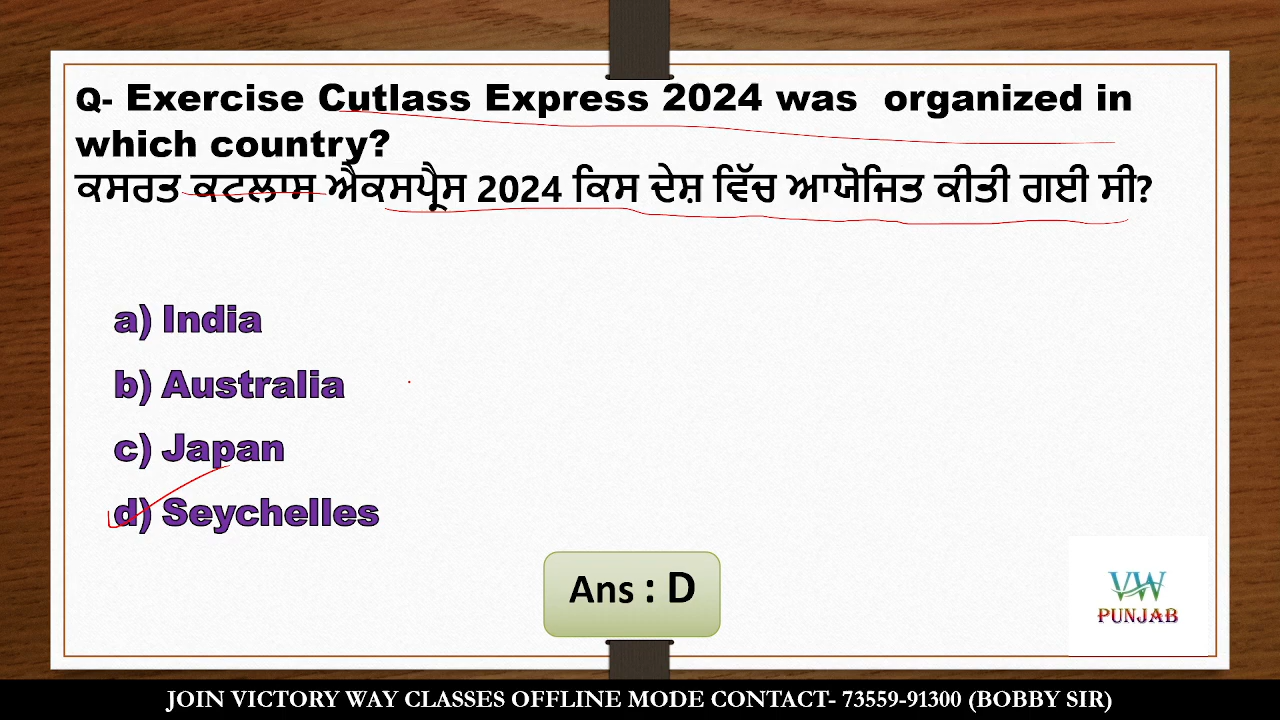 Q- Exercise Cutlass Express 2024 was organized in
which country?
ਕਸਰਤ ਕਟਲਾਸ ਐਕਸਪ੍ਰੈਸ 2024 ਕਿਸ ਦੇਸ਼ ਵਿੱਚ ਆਯੋਜਿਤ ਕੀਤੀ ਗਈ ਸੀ?
a) India
b) Australia
c) Japan
d) Seychelles
Ans : D
VW
PUNJAB
JOIN VICTORY WAY CLASSES OFFLINE MODE CONTACT- 73559-91300 (BOBBY SIR)